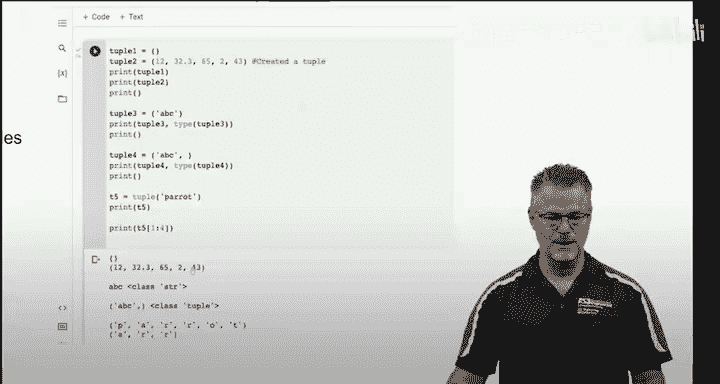 + Code + Text
es
tuple1 = ()
tuple2 = (12, 32.3, 65, 2, 43) #Created a tuple
print(tuple1)
print(tuple2)
print()
tuple3 = ('abc')
print(tuple3, type(tuple3))
print()
tuple4 = ('abc', )
print(tuple4, type(tuple4))
print()
t5 = tuple('parrot')
print(t5)
print(t5[1:4])
()
(12, 32.3, 65, 2, 43)
abc <class 'str'>
('abc',) <class 'tuple'>
('p', 'a', 'r', 'r', 'o', 't')
('a', 'r', 'r')